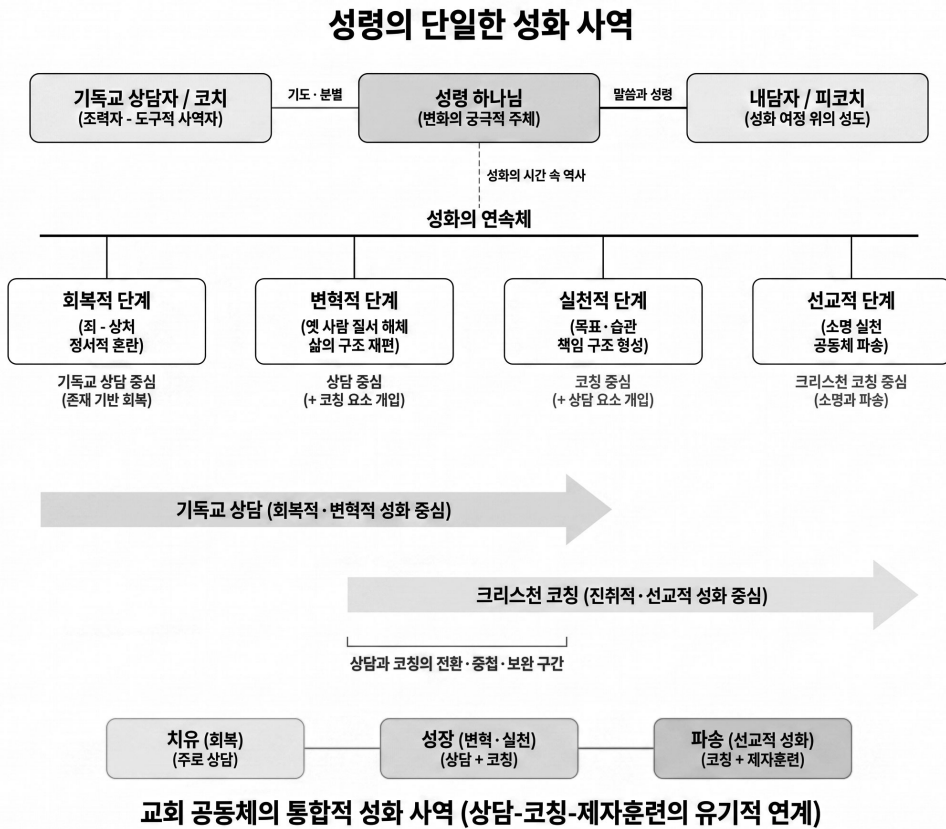 성령의 단일한 성화 사역
기독교 상담자 / 코치
(조력자 - 도구적 사역자)
기도 · 분별
성령 하나님
(변화의 궁극적 주체)
말씀과 성령
내담자 / 피코치
(성화 여정 위의 성도)
성화의 시간 속 역사
성화의 연속체
회복적 단계
(죄 - 상처
정서적 혼란)
기독교 상담 중심
(존재 기반 회복)
변혁적 단계
(옛 사람 질서 해체
삶의 구조 재편)
상담 중심
(+ 코칭 요소 개입)
실천적 단계
(목표 · 습관
책임 구조 형성)
코칭 중심
(+ 상담 요소 개입)
선교적 단계
(소명 실천
공동체 파송)
크리스천 코칭 중심
(소명과 파송)
기독교 상담 (회복적 · 변혁적 성화 중심)
크리스천 코칭 (진취적 · 선교적 성화 중심)
상담과 코칭의 전환 · 중첩 · 보완 구간
치유 (회복)
(주로 상담)
성장 (변혁 · 실천)
(상담 + 코칭)
파송 (선교적 성화)
(코칭 + 제자훈련)
교회 공동체의 통합적 성화 사역 (상담-코칭-제자훈련의 유기적 연계)